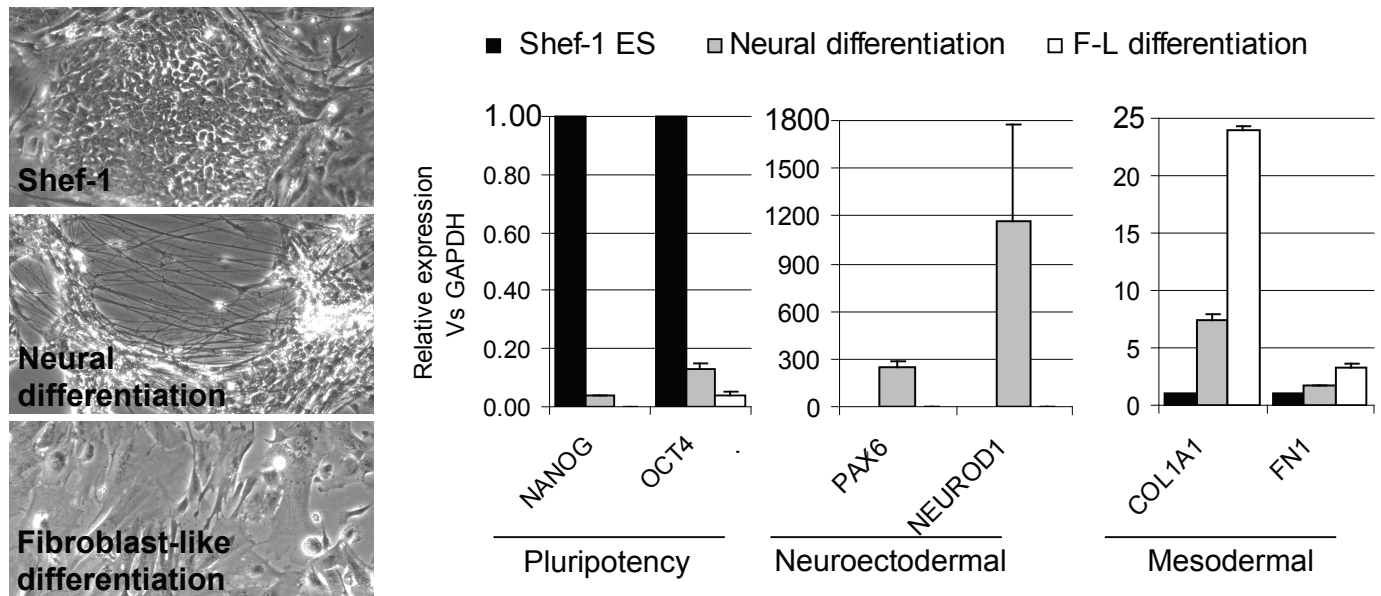 Shef-1
Neural
differentiation
Fibroblast-like
differentiation
Shef-1 ES
Neural differentiation
F-L differentiation
Relative expression
Vs GAPDH
1.00
0.80
0.60
0.40
0.20
0.00
NANOG
OCT4
.
Pluripotency
1800
1500
1200
900
600
300
0
PAX6
NEUROD1
Neuroectodermal
25
20
15
10
5
0
COL1A1
FN1
Mesodermal